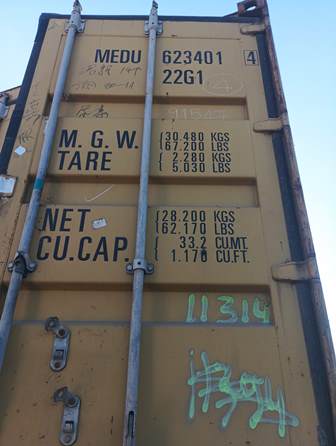 MEDU 623401 4
22G1
M.G.W. 30.480 KGS
67.200 LBS
TARE 2.280 KGS
5.030 LBS
NET 28.200 KGS
62.170 LBS
CU.CAP. 33.2 CU.MT.
1.170 CU.FT.
11314